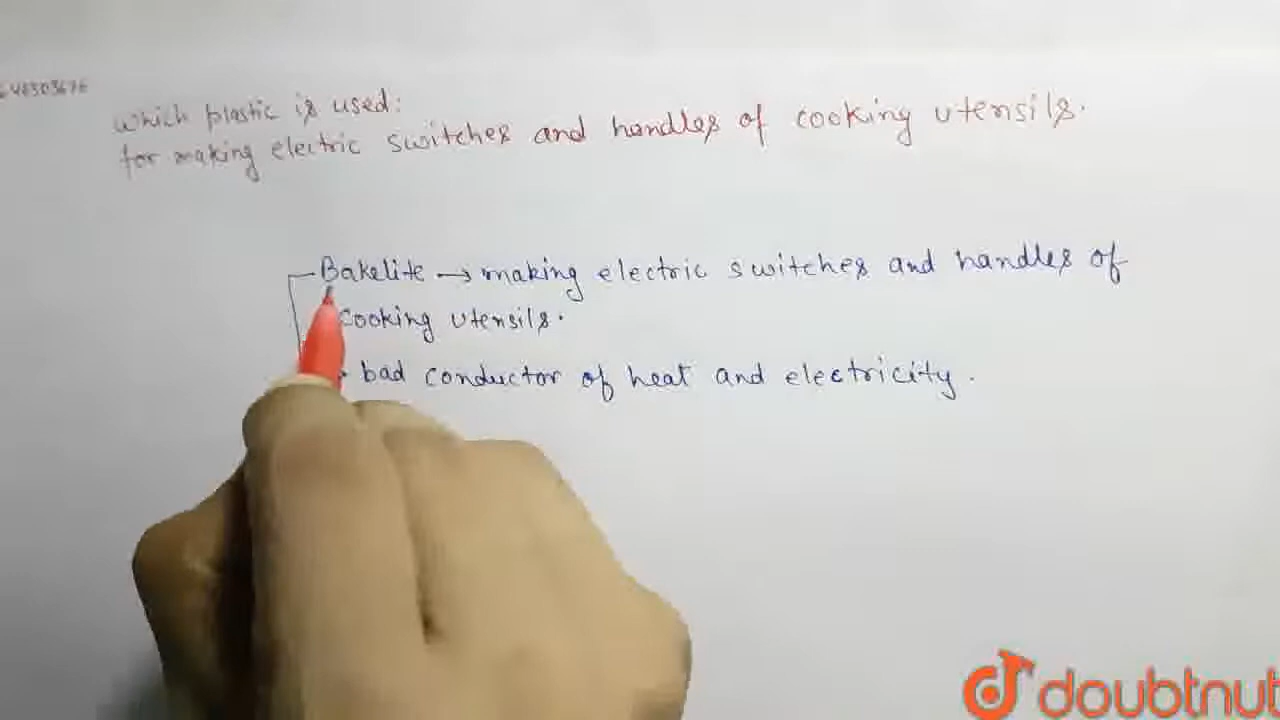 which plastic is used:
for making electric switches and handles of cooking utensils.
Bakelite → making electric switches and handles of
cooking utensils.
bad conductor of heat and electricity.
doubtnut